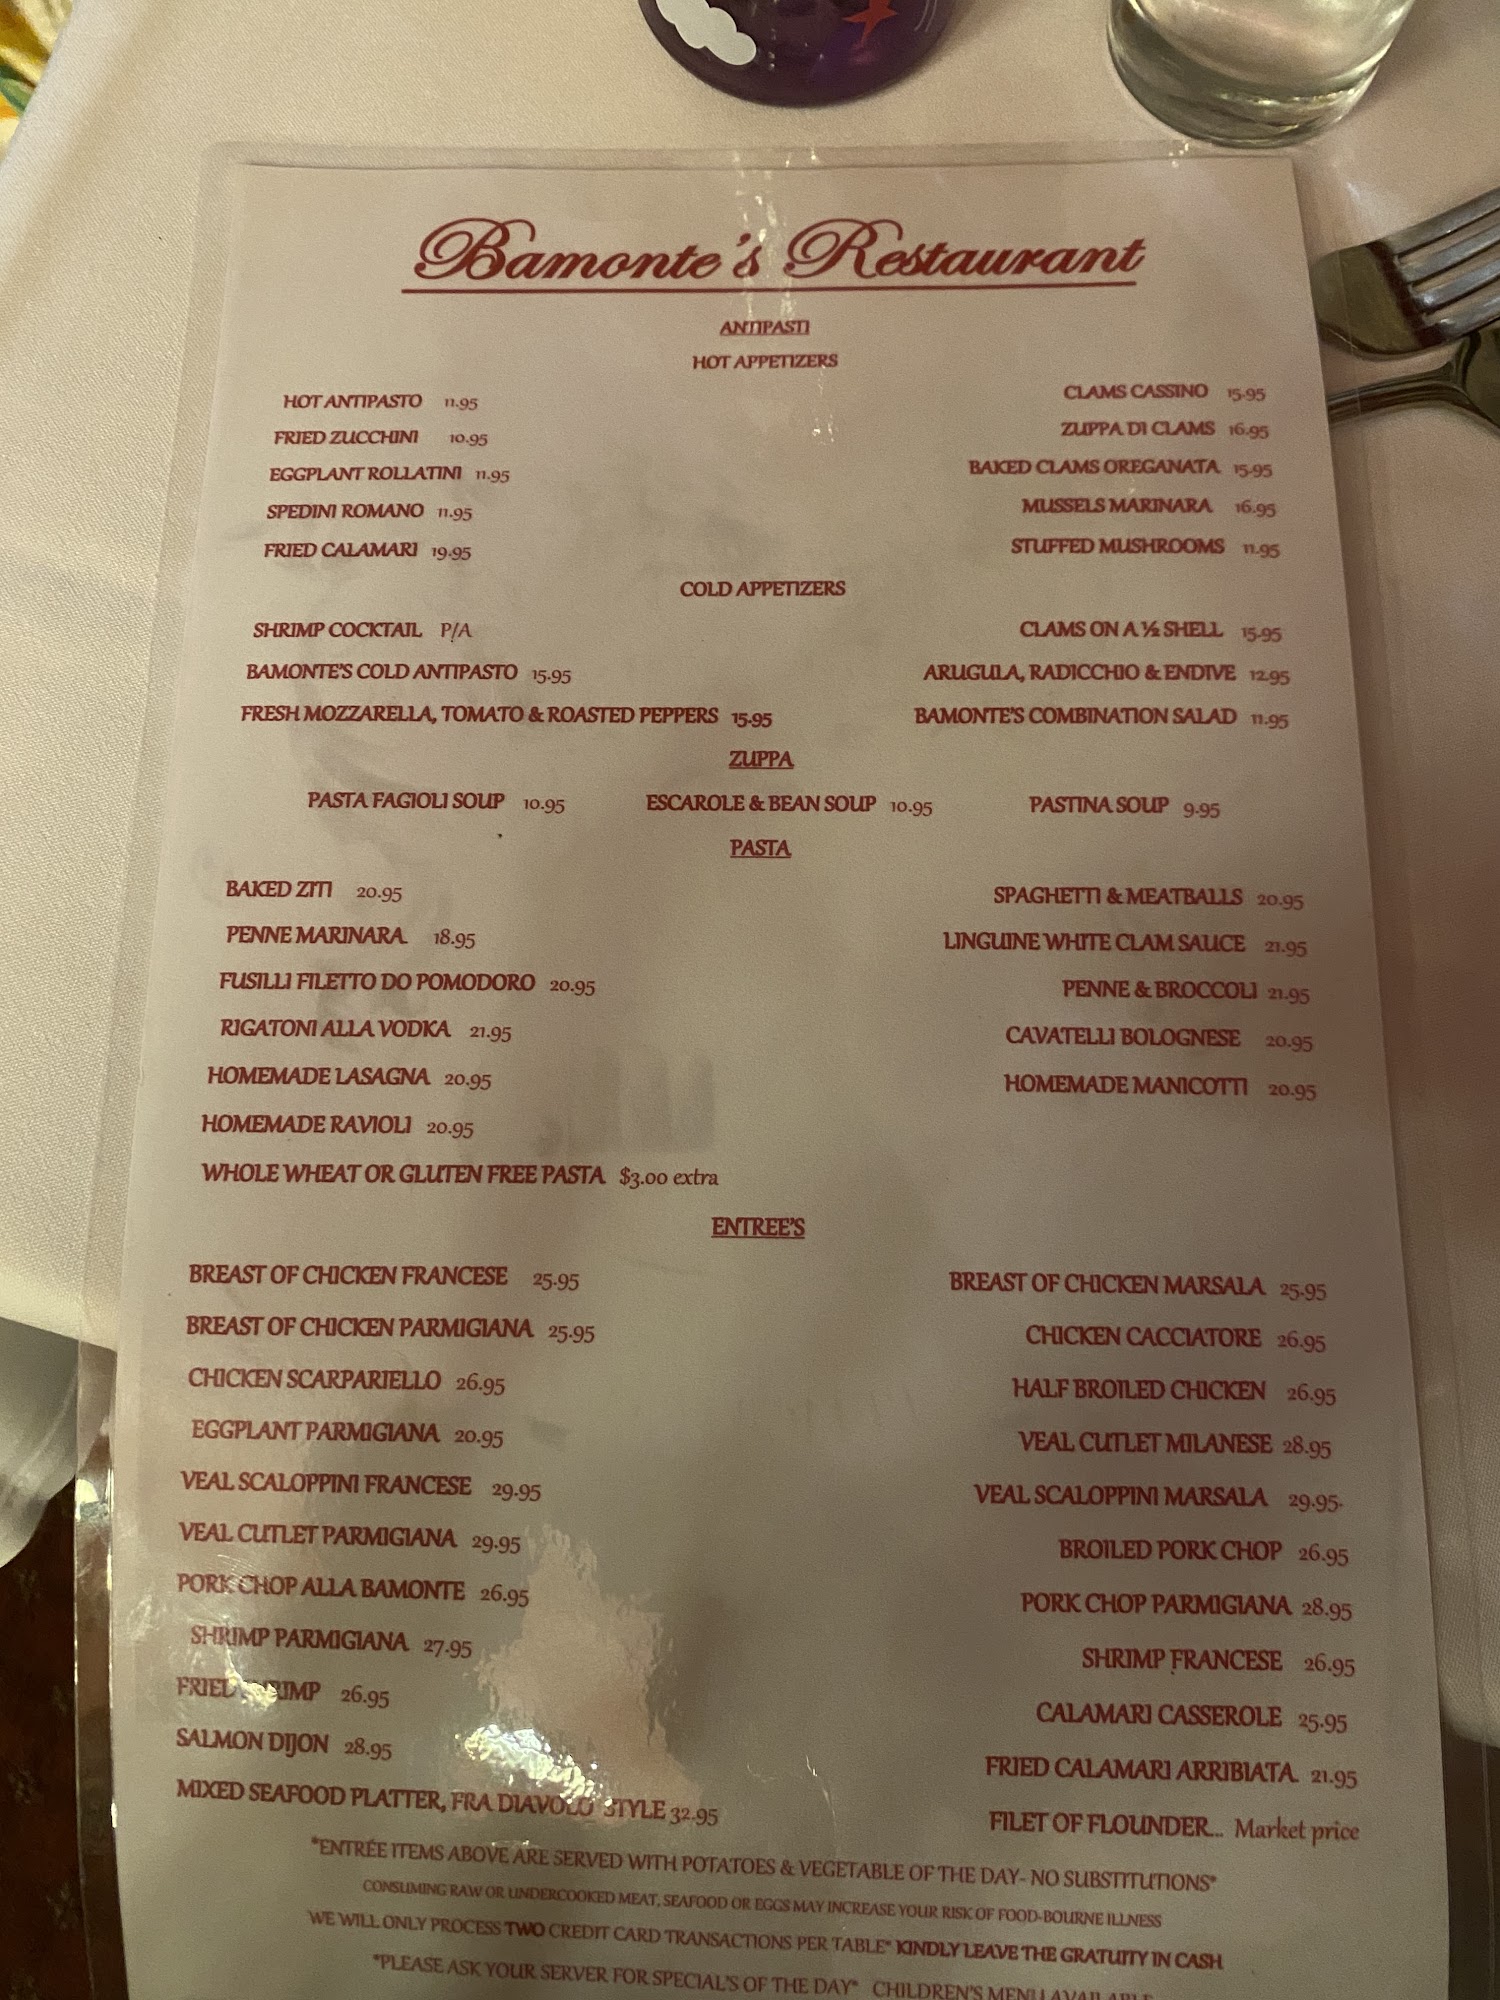 Bamonte's Restaurant
ANTIPASTI
HOT APPETIZERS
HOT ANTIPASTO 11.95 CLAMS CASSINO 15.95
FRIED ZUCCHINI 10.95 ZUPPA DI CLAMS 16.95
EGGPLANT ROLLATINI 11.95 BAKED CLAMS OREGANATA 15.95
SPEDINI ROMANO 11.95 MUSSELS MARINARA 16.95
FRIED CALAMARI 19.95 STUFFED MUSHROOMS 11.95
COLD APPETIZERS
SHRIMP COCKTAIL P/A CLAMS ON A ½ SHELL 15.95
BAMONTE'S COLD ANTIPASTO 15.95 ARUGULA, RADICCHIO & ENDIVE 12.95
FRESH MOZZARELLA, TOMATO & ROASTED PEPPERS 15.95 BAMONTE'S COMBINATION SALAD 11.95
ZUPPA
PASTA FAGIOLI SOUP 10.95 ESCAROLE & BEAN SOUP 10.95 PASTINA SOUP 9.95
PASTA
BAKED ZITI 20.95 SPAGHETTI & MEATBALLS 20.95
PENNE MARINARA 18.95 LINGUINE WHITE CLAM SAUCE 21.95
FUSILLI FILETTO DO POMODORO 20.95 PENNE & BROCCOLI 21.95
RIGATONI ALLA VODKA 21.95 CAVATELLI BOLOGNESE 20.95
HOMEMADE LASAGNA 20.95 HOMEMADE MANICOTTI 20.95
HOMEMADE RAVIOLI 20.95
WHOLE WHEAT OR GLUTEN FREE PASTA $3.00 extra
ENTREE'S
BREAST OF CHICKEN FRANCESE 25.95 BREAST OF CHICKEN MARSALA 25.95
BREAST OF CHICKEN PARMIGIANA 25.95 CHICKEN CACCIATORE 26.95
CHICKEN SCARPARIELLO 26.95 HALF BROILED CHICKEN 26.95
EGGPLANT PARMIGIANA 20.95 VEAL CUTLET MILANESE 28.95
VEAL SCALOPPINI FRANCESE 29.95 VEAL SCALOPPINI MARSALA 29.95.
VEAL CUTLET PARMIGIANA 29.95 BROILED PORK CHOP 26.95
PORK CHOP ALLA BAMONTE 26.95 PORK CHOP PARMIGIANA 28.95
SHRIMP PARMIGIANA 27.95 SHRIMP FRANCESE 26.95
FRIED SHRIMP 26.95 CALAMARI CASSEROLE 25.95
SALMON DIJON 28.95 FRIED CALAMARI ARRIBIATA 21.95
MIXED SEAFOOD PLATTER, FRA DIAVOLO STYLE 32.95 FILET OF FLOUNDER... Market price
*ENTRÉE ITEMS ABOVE ARE SERVED WITH POTATOES & VEGETABLE OF THE DAY- NO SUBSTITUTIONS*
CONSUMING RAW OR UNDERCOOKED MEAT, SEAFOOD OR EGGS MAY INCREASE YOUR RISK OF FOOD-BOURNE ILLNESS
WE WILL ONLY PROCESS TWO CREDIT CARD TRANSACTIONS PER TABLE* KINDLY LEAVE THE GRATUITY IN CASH
*PLEASE ASK YOUR SERVER FOR SPECIAL'S OF THE DAY* CHILDREN'S MENU AVAILABLE